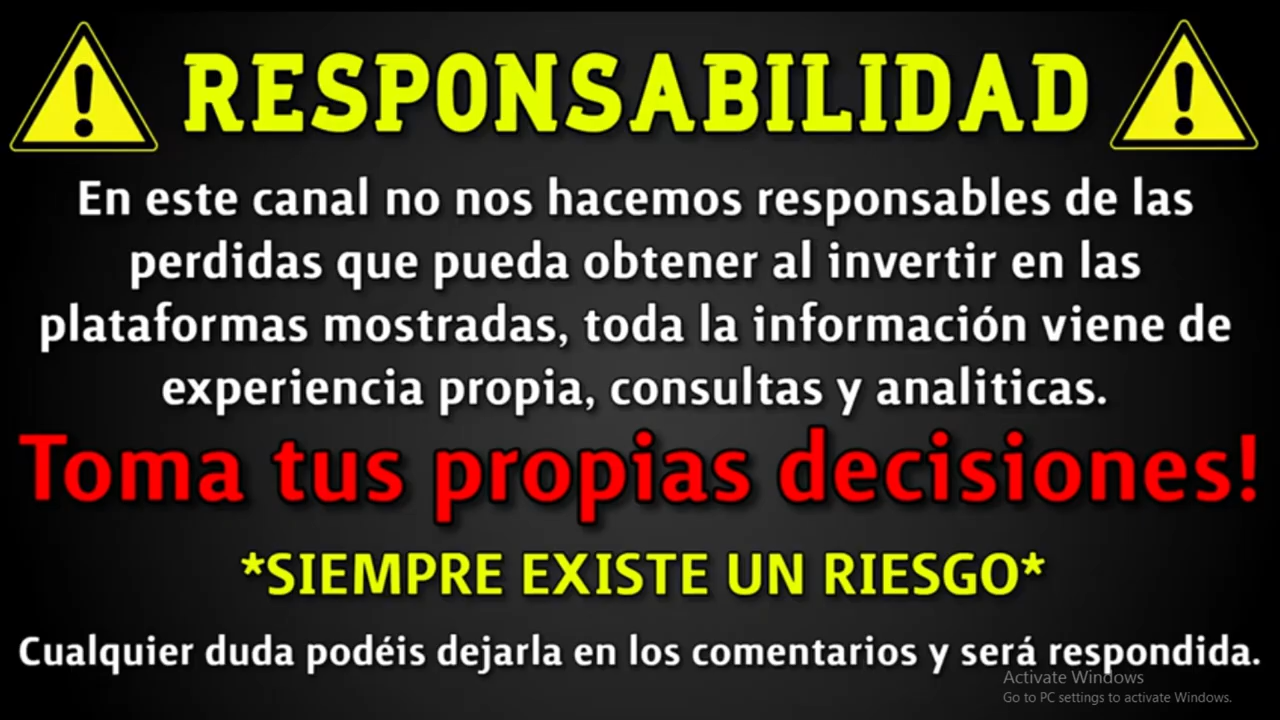 RESPONSABILIDAD
En este canal no nos hacemos responsables de las
perdidas que pueda obtener al invertir en las
plataformas mostradas, toda la información viene de
experiencia propia, consultas y analiticas.
Toma tus propias decisiones!
*SIEMPRE EXISTE UN RIESGO*
Cualquier duda podéis dejarla en los comentarios y será respondida.
Activate Windows
Go to PC settings to activate Windows.